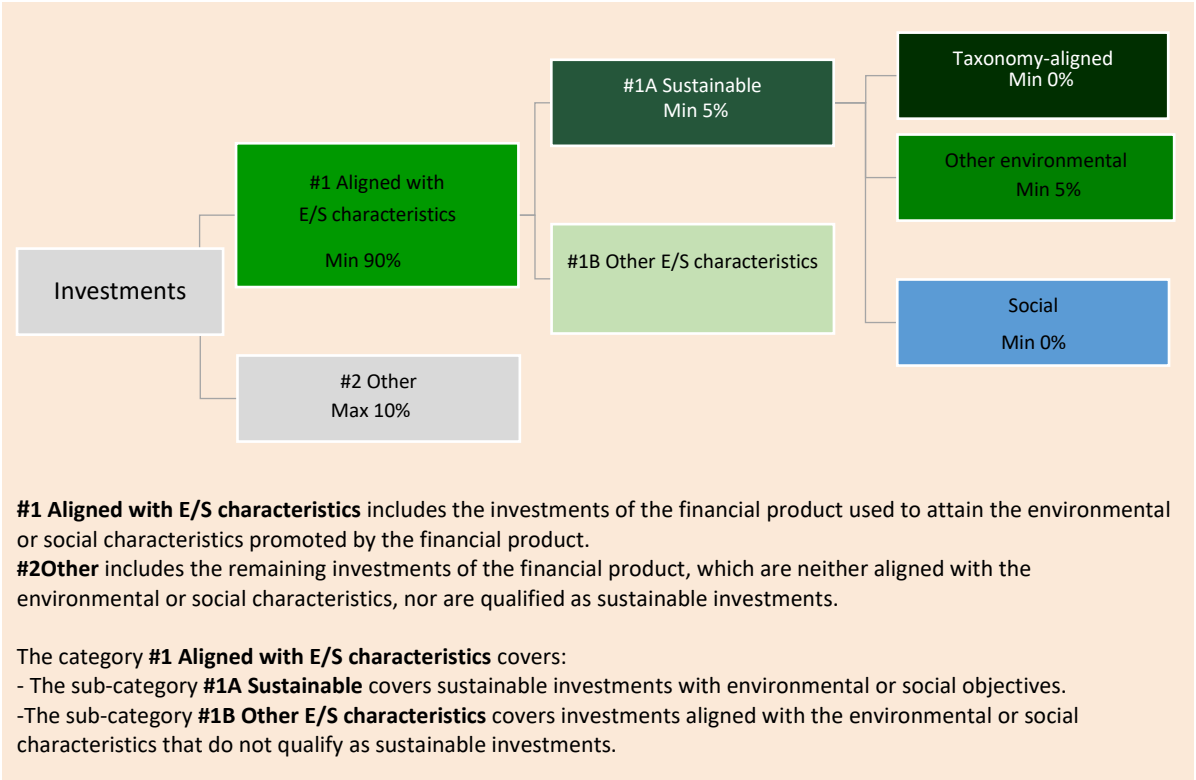 Investments
#1 Aligned with
E/S characteristics
Min 90%
#2 Other
Max 10%
#1A Sustainable
Min 5%
#1B Other E/S characteristics
Taxonomy-aligned
Min 0%
Other environmental
Min 5%
Social
Min 0%
#1 Aligned with E/S characteristics includes the investments of the financial product used to attain the environmental
or social characteristics promoted by the financial product.
#2Other includes the remaining investments of the financial product, which are neither aligned with the
environmental or social characteristics, nor are qualified as sustainable investments.
The category #1 Aligned with E/S characteristics covers:
- The sub-category #1A Sustainable covers sustainable investments with environmental or social objectives.
-The sub-category #1B Other E/S characteristics covers investments aligned with the environmental or social
characteristics that do not qualify as sustainable investments.